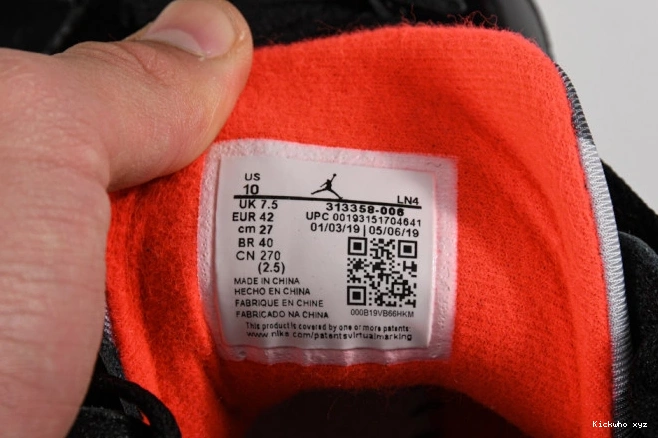 US
10
LN4
UK 7.5
313358-006
EUR 42
UPC 00193151704641
cm 27
01/03/19 | 05/06/19
BR 40
CN 270
(2.5)
MADE IN CHINA
HECHO EN CHINA
FABRIQUE EN CHINE
FABRICADO NA CHINA
000B19VB66HKM
This product is covered by one or more patents
www.nike.com/patentsvirtualmarking
Kickwho xyz